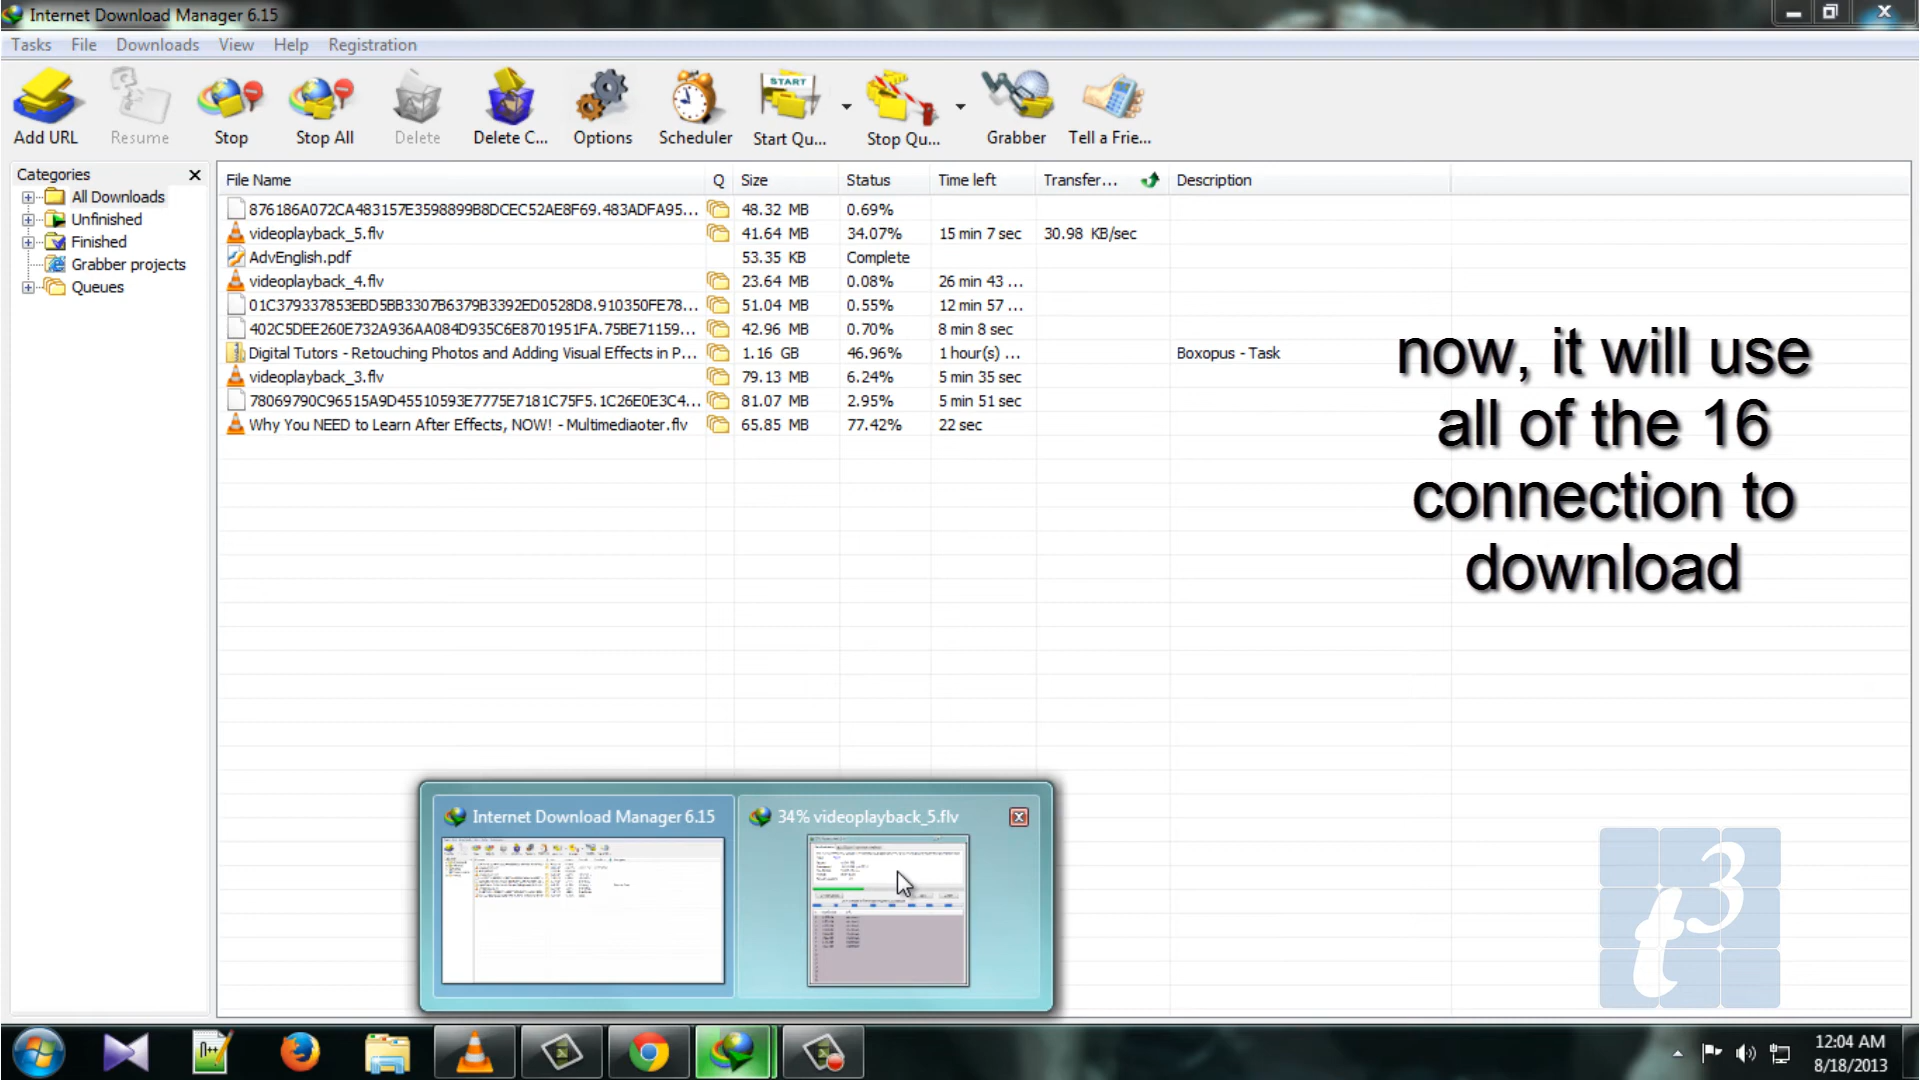 Internet Download Manager 6.15
Tasks File Downloads View Help Registration
Add URL Resume Stop Stop All Delete Delete C... Options Scheduler Start Qu... Stop Qu... Grabber Tell a Frie...
START
Categories
All Downloads
Unfinished
Finished
Grabber projects
Queues
File Name Q Size Status Time left Transfer... Description
876186A072CA483157E3598899B8DCEC52AE8F69.483ADFA95... 48.32 MB 0.69%
videoplayback_5.flv 41.64 MB 34.07% 15 min 7 sec 30.98 KB/sec
AdvEnglish.pdf 53.35 KB Complete
videoplayback_4.flv 23.64 MB 0.08% 26 min 43 ...
01C379337853EBD5BB3307B6379B3392ED0528D8.910350FE78... 51.04 MB 0.55% 12 min 57 ...
402C5DEE260E732A936AA084D935C6E8701951FA.75BE71159... 42.96 MB 0.70% 8 min 8 sec
Digital Tutors - Retouching Photos and Adding Visual Effects in P... 1.16 GB 46.96% 1 hour(s) ... Boxopus - Task
videoplayback_3.flv 79.13 MB 6.24% 5 min 35 sec
78069790C96515A9D45510593E7775E7181C75F5.1C26E0E3C4... 81.07 MB 2.95% 5 min 51 sec
Why You NEED to Learn After Effects, NOW! - Multimediaoter.flv 65.85 MB 77.42% 22 sec
now, it will use
all of the 16
connection to
download
Internet Download Manager 6.15
34% videoplayback_5.flv
t3
12:04 AM
8/18/2013